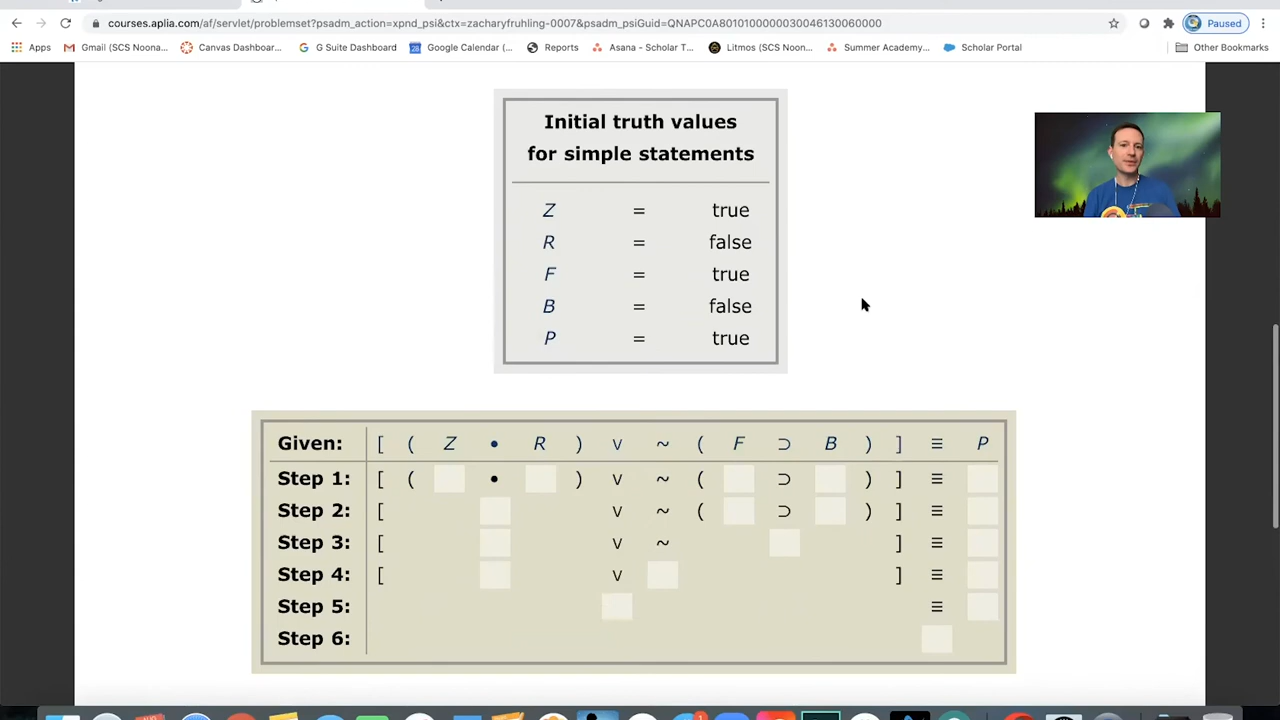 courses.aplia.com/af/servlet/problemset?psadm_action=xpnd_psi&ctx=zacharyfruhling-0007&psadm_psiGuid=QNAPC0A8010100000030046130060000
Paused
Apps Gmail (SCS Noona... Canvas Dashboar... G Suite Dashboard Google Calendar (... Reports Asana - Scholar T... Litmos (SCS Noon... Summer Academy... Scholar Portal Other Bookmarks
Initial truth values
for simple statements
Z = true
R = false
F = true
B = false
P = true
Given: [ ( Z • R ) v ~ ( F ⊃ B ) ] ≡ P
Step 1: [ ( • ) v ~ ( ⊃ ) ] ≡
Step 2: [ v ~ ( ⊃ ) ] ≡
Step 3: [ v ~ ] ≡
Step 4: [ v ] ≡
Step 5: ≡
Step 6: